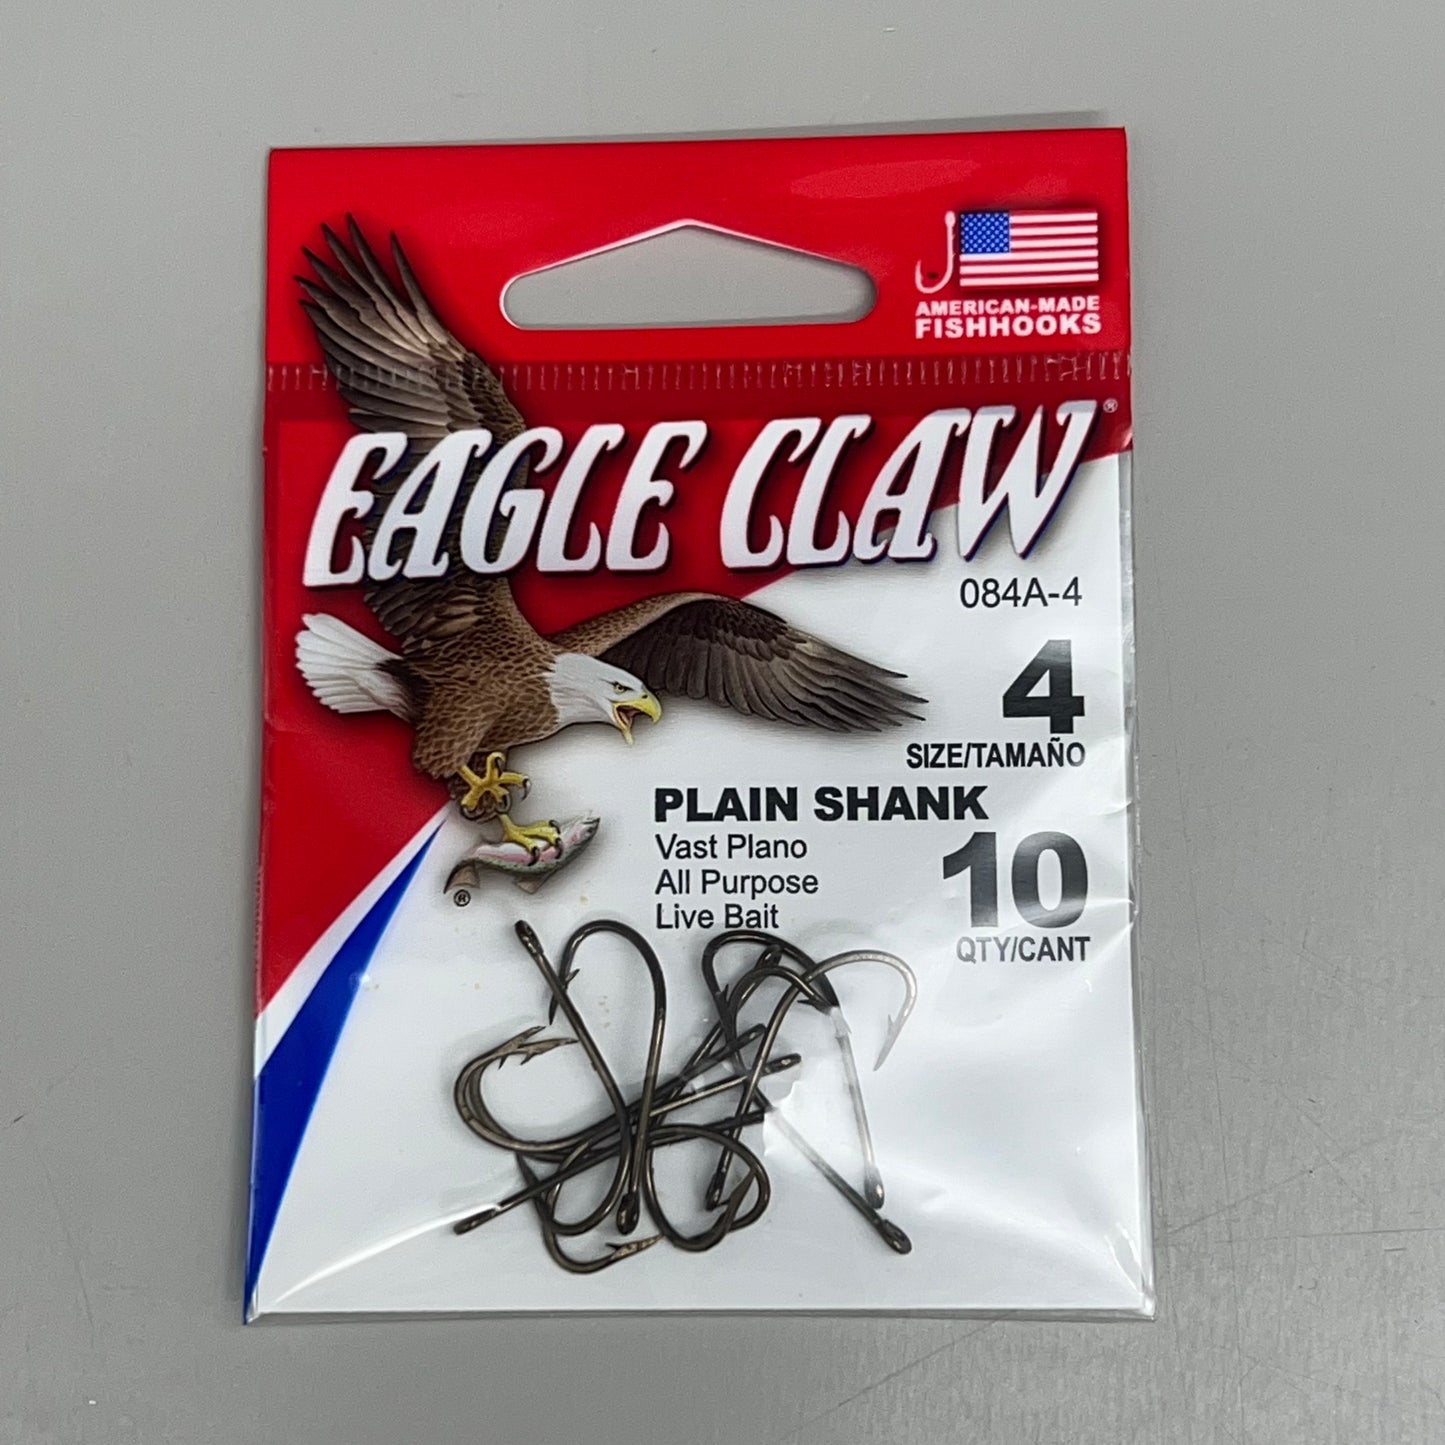 AMERICAN-MADE
FISHHOOKS
EAGLE CLAW®
084A-4
4
SIZE/TAMAÑO
PLAIN SHANK
Vast Plano
All Purpose
Live Bait
10
QTY/CANT
®